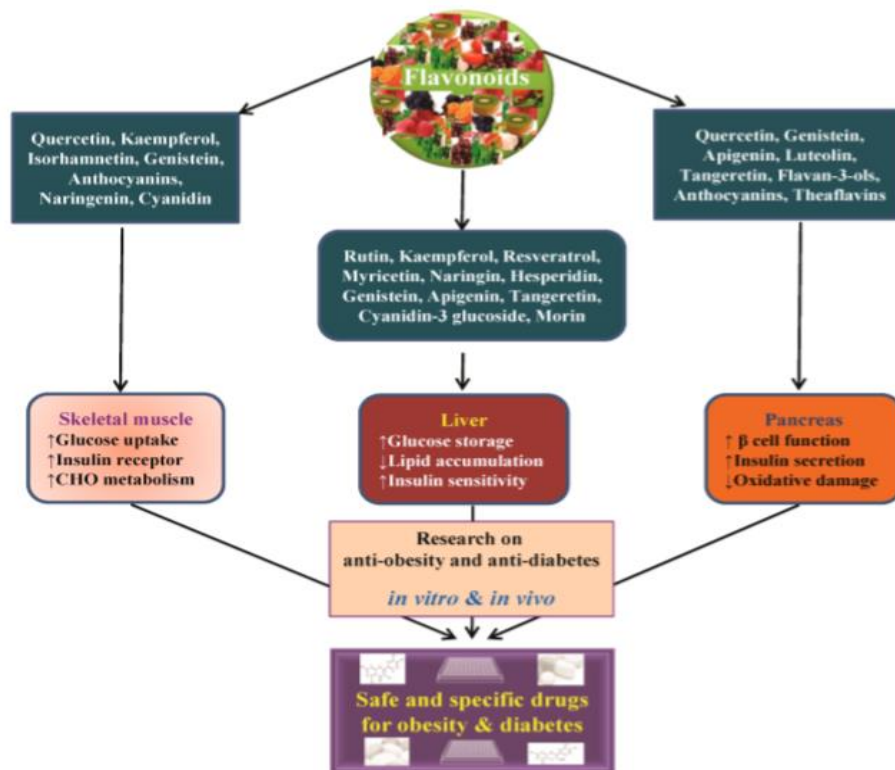 Flavonoids
Quercetin, Kaempferol,
Isorhamnetin, Genistein,
Anthocyanins,
Naringenin, Cyanidin
Rutin, Kaempferol, Resveratrol,
Myricetin, Naringin, Hesperidin,
Genistein, Apigenin, Tangeretin,
Cyanidin-3 glucoside, Morin
Quercetin, Genistein,
Apigenin, Luteolin,
Tangeretin, Flavan-3-ols,
Anthocyanins, Theaflavins
Skeletal muscle
↑Glucose uptake
↑Insulin receptor
↑CHO metabolism
Liver
↑Glucose storage
↓Lipid accumulation
↑Insulin sensitivity
Pancreas
↑ β cell function
↑Insulin secretion
↓Oxidative damage
Research on
anti-obesity and anti-diabetes
in vitro & in vivo
Safe and specific drugs
for obesity & diabetes